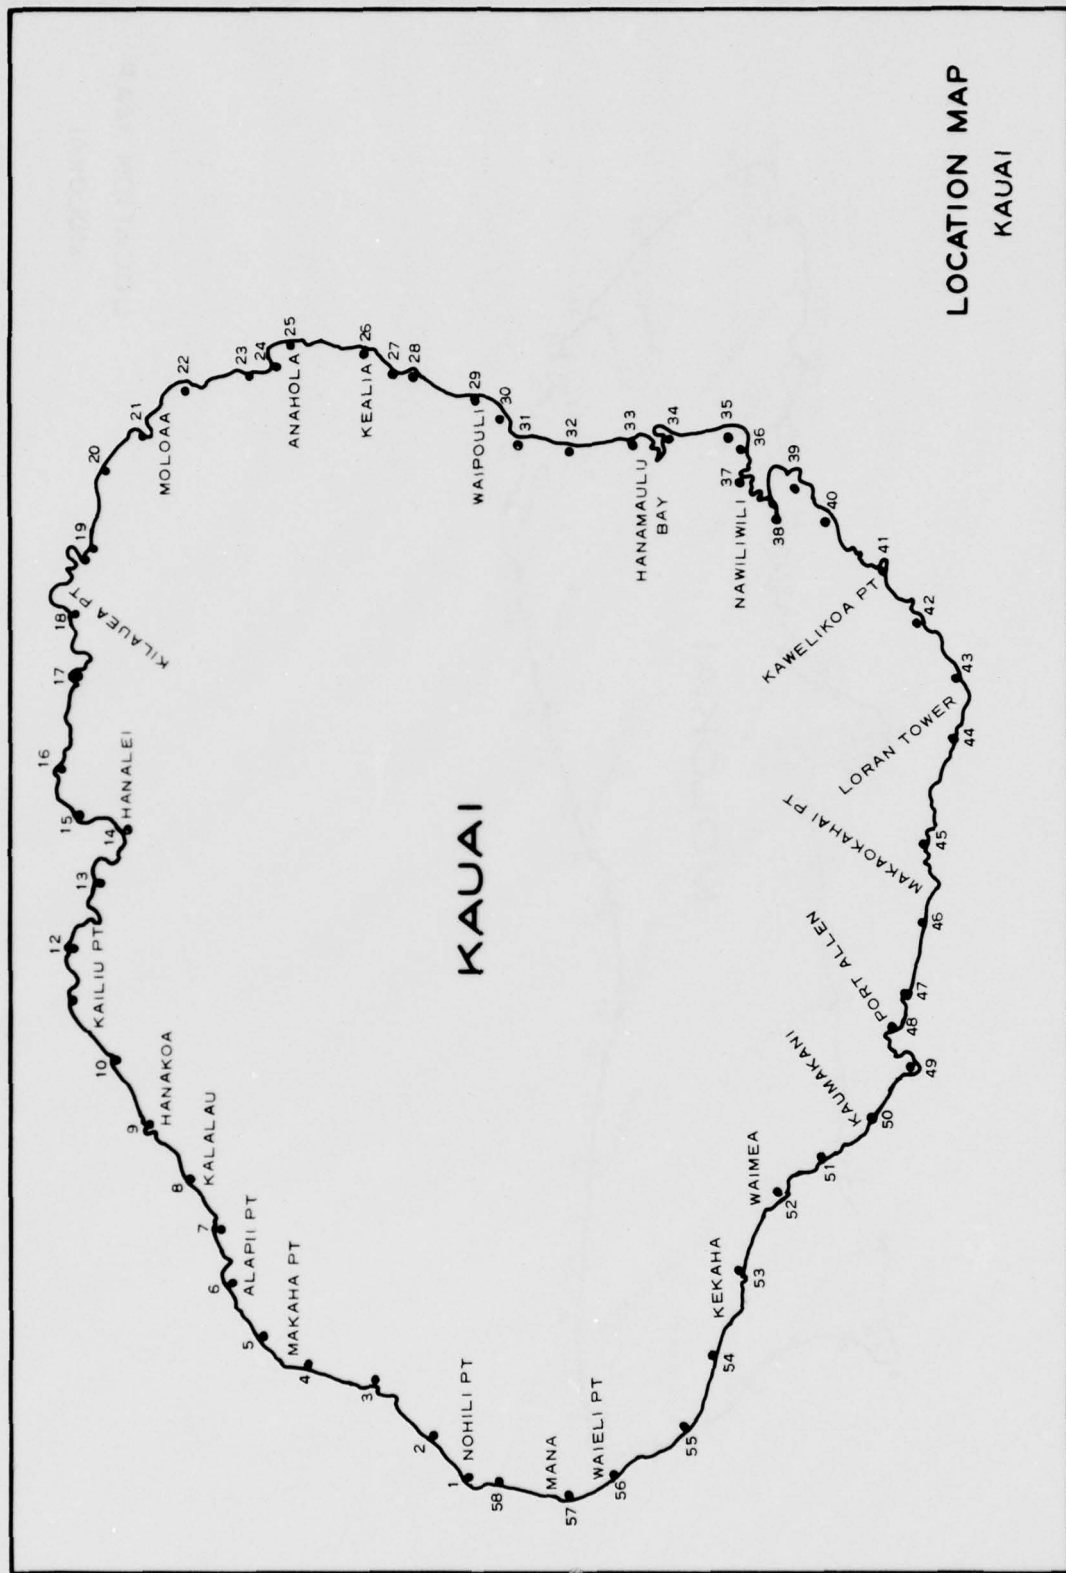 LOCATION MAP
KAUAI
KAUAI
1
NOHILI PT
2
3
4
MAKAHA PT
5
6
ALAPII PT
7
8
KALALAU
9
HANAKOA
10
KAILIU PT
12
13
14
HANALEI
15
16
17
18
KILAUEA PT
19
20
21
MOLOAA
22
23
24
25
ANAHOLA
26
KEALIA
27
28
29
WAIPOULI
30
31
32
33
HANAMAULU
BAY
34
35
36
37
NAWILIWILI
38
39
40
41
KAWELIKOA PT
42
43
LORAN TOWER
44
MAKAOKAHAI PT
45
46
47
PORT ALLEN
48
49
KAUMAKANI
50
51
WAIMEA
52
KEKAHA
53
54
55
WAIELI PT
56
MANA
57
58